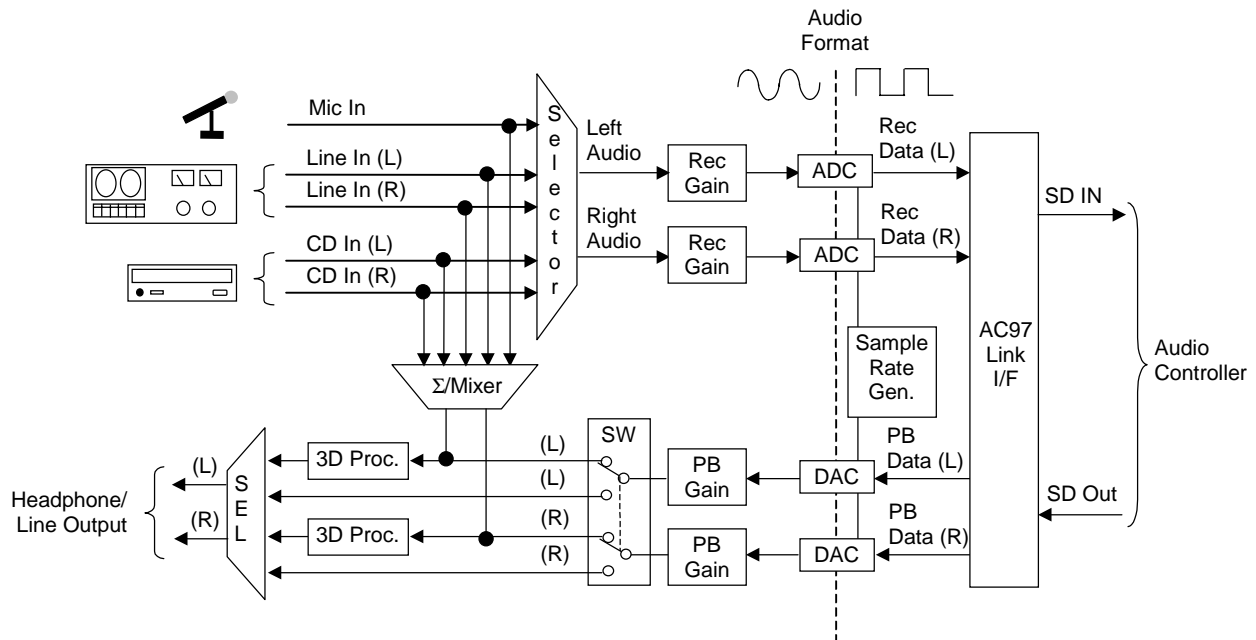 Audio
Format
Mic In
Line In (L)
Line In (R)
CD In (L)
CD In (R)
Selector
Left
Audio
Right
Audio
Rec
Gain
Rec
Gain
ADC
ADC
Rec
Data (L)
Rec
Data (R)
SD IN
AC97
Link
I/F
Audio
Controller
Sample
Rate
Gen.
Σ/Mixer
SW
(L)
(L)
(R)
(R)
3D Proc.
3D Proc.
SEL
(L)
(R)
Headphone/
Line Output
PB
Gain
PB
Gain
DAC
DAC
PB
Data (L)
PB
Data (R)
SD Out